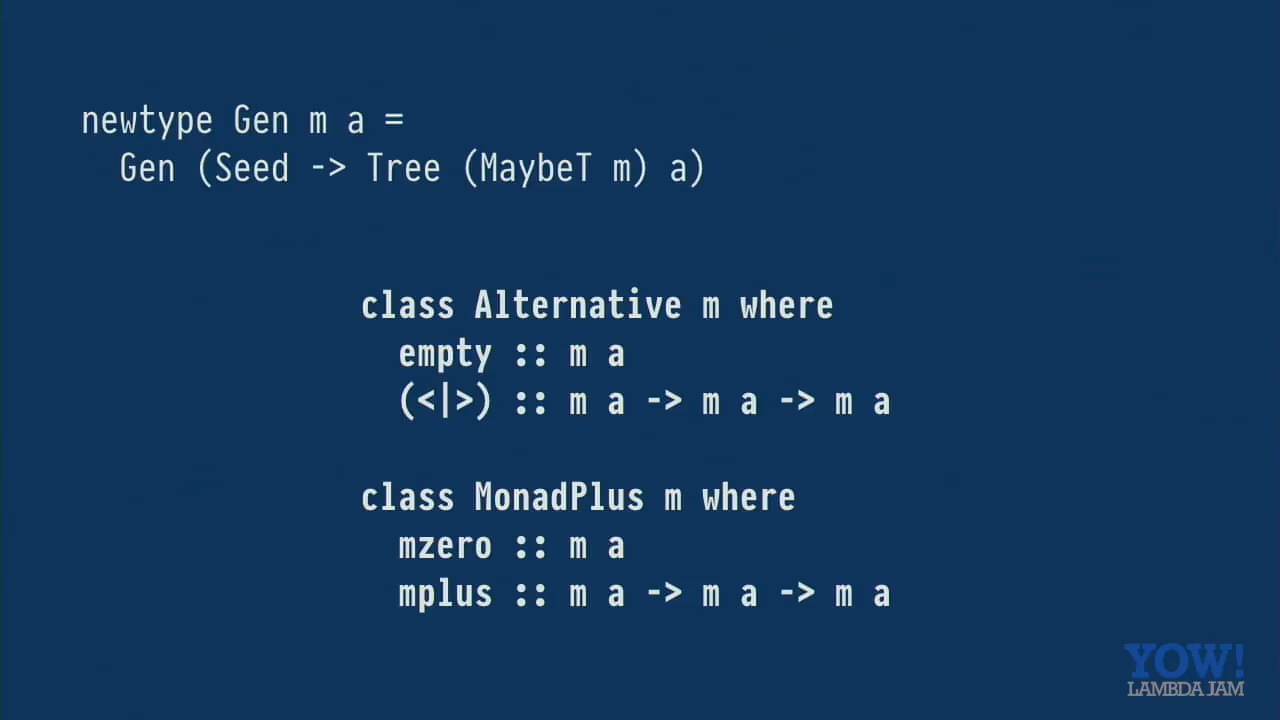 newtype Gen m a =
  Gen (Seed -> Tree (MaybeT m) a)
class Alternative m where
  empty :: m a
  (<|>) :: m a -> m a -> m a
class MonadPlus m where
  mzero :: m a
  mplus :: m a -> m a -> m a
YOW!
LAMBDA JAM